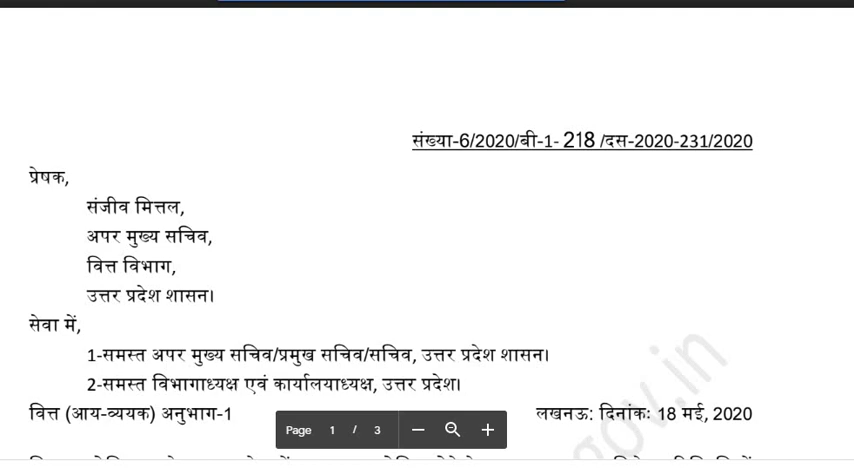 संख्या-6/2020/बी-1- 218 /दस-2020-231/2020
प्रेषक,
संजीव मित्तल,
अपर मुख्य सचिव,
वित्त विभाग,
उत्तर प्रदेश शासन।
सेवा में,
1-समस्त अपर मुख्य सचिव/प्रमुख सचिव/सचिव, उत्तर प्रदेश शासन।
2-समस्त विभागाध्यक्ष एवं कार्यालयाध्यक्ष, उत्तर प्रदेश।
वित्त (आय-व्ययक) अनुभाग-1 लखनऊ: दिनांकः 18 मई, 2020
Page 1 / 3
gov.in